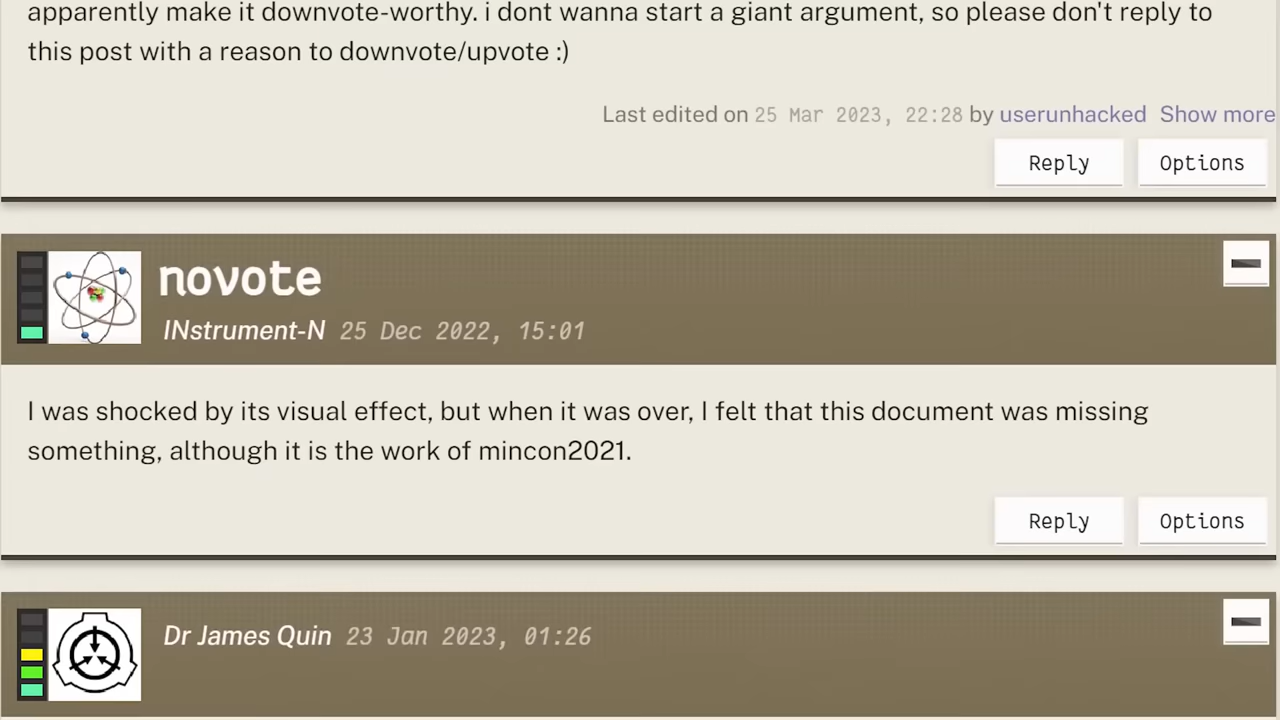 apparently make it downvote-worthy. i dont wanna start a giant argument, so please don't reply to
this post with a reason to downvote/upvote :)
Last edited on 25 Mar 2023, 22:28 by userunhacked Show more
Reply Options
novote
INstrument-N 25 Dec 2022, 15:01
I was shocked by its visual effect, but when it was over, I felt that this document was missing
something, although it is the work of mincon2021.
Reply Options
Dr James Quin 23 Jan 2023, 01:26